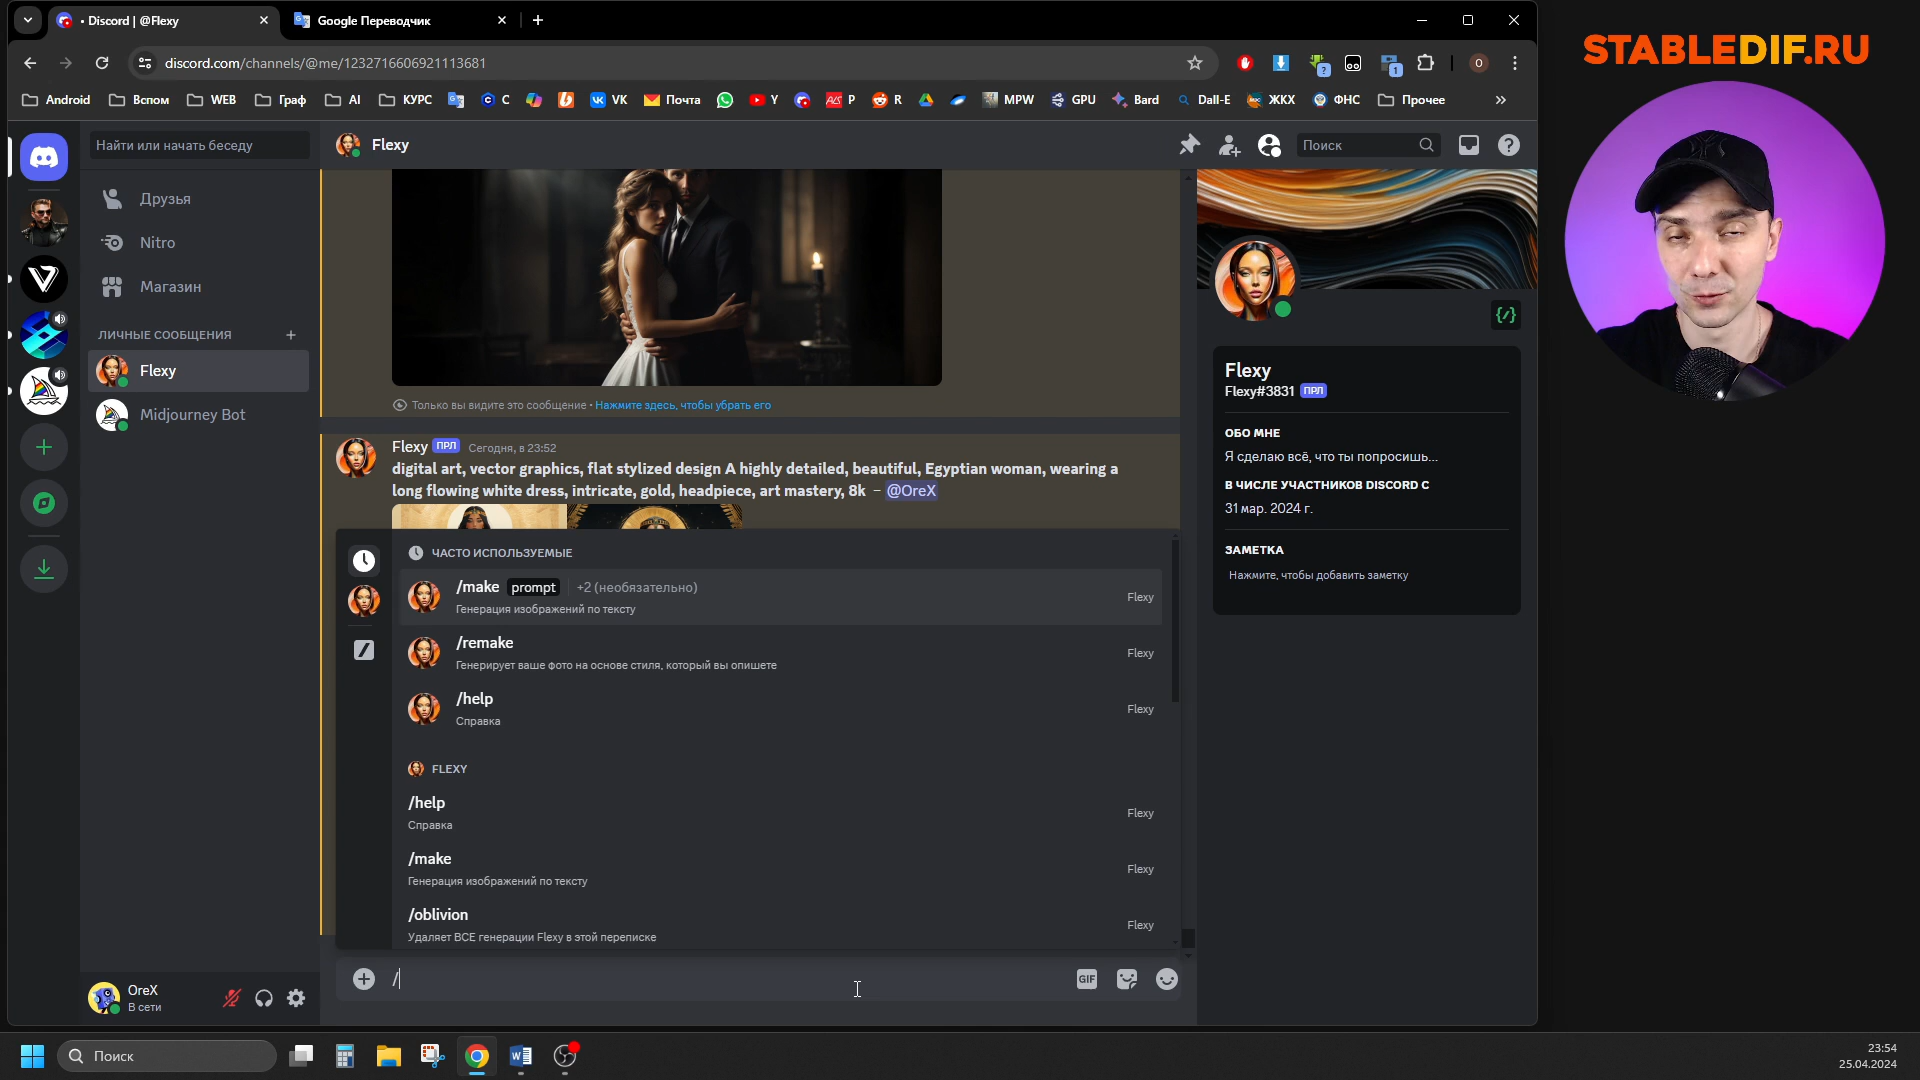 • Discord | @Flexy
Google Переводчик
discord.com/channels/@me/1232716606921113681
Android
Вспом
WEB
Граф
AI
КУРС
C
VK
Почта
Y
P
R
MPW
GPU
Bard
Dall-E
ЖКХ
ФНС
Прочее
»
STABLEDIF.RU
Найти или начать беседу
Flexy
Поиск
Друзья
Nitro
Магазин
ЛИЧНЫЕ СООБЩЕНИЯ
Flexy
Midjourney Bot
Только вы видите это сообщение • Нажмите здесь, чтобы убрать его
Flexy ПРЛ Сегодня, в 23:52
digital art, vector graphics, flat stylized design A highly detailed, beautiful, Egyptian woman, wearing a
long flowing white dress, intricate, gold, headpiece, art mastery, 8k – @OreX
ЧАСТО ИСПОЛЬЗУЕМЫЕ
/make prompt +2 (необязательно)
Генерация изображений по тексту
Flexy
/remake
Генерирует ваше фото на основе стиля, который вы опишете
Flexy
/help
Справка
Flexy
FLEXY
/help
Справка
Flexy
/make
Генерация изображений по тексту
Flexy
/oblivion
Удаляет ВСЕ генерации Flexy в этой переписке
Flexy
/
GIF
Flexy
Flexy#3831 ПРЛ
ОБО МНЕ
Я сделаю всё, что ты попросишь...
В ЧИСЛЕ УЧАСТНИКОВ DISCORD С
31 мар. 2024 г.
ЗАМЕТКА
Нажмите, чтобы добавить заметку
OreX
В сети
Поиск
23:54
25.04.2024